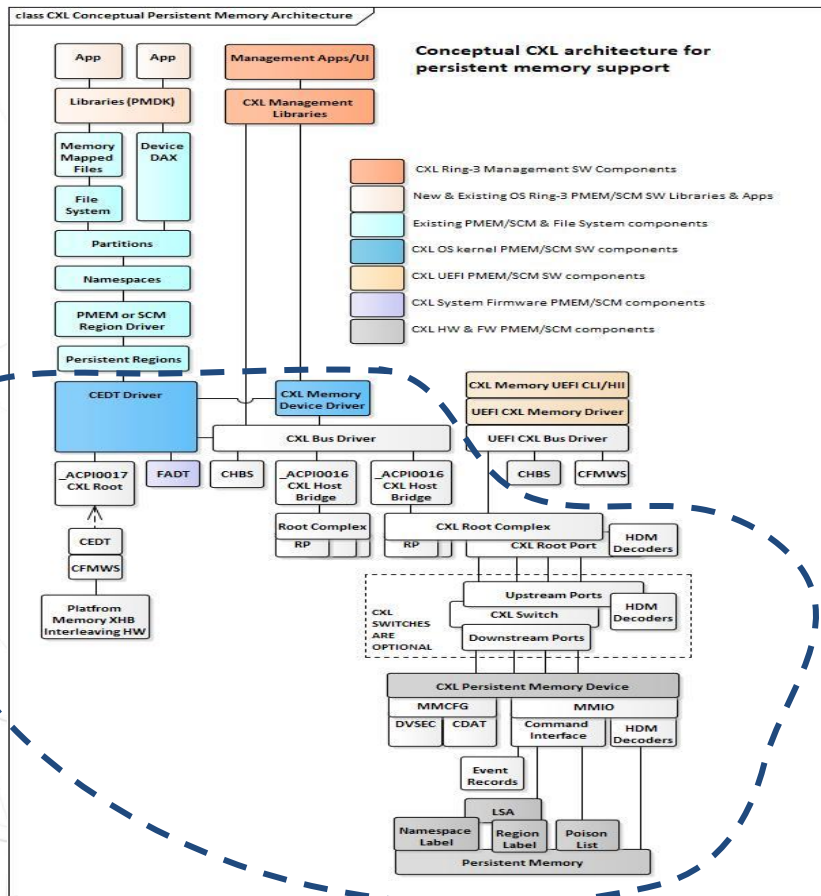 class CXL Conceptual Persistent Memory Architecture
Conceptual CXL architecture for
persistent memory support
App
App
Management Apps/UI
Libraries (PMDK)
CXL Management
Libraries
Memory
Mapped
Files
Device
DAX
File
System
Partitions
Namespaces
PMEM or SCM
Region Driver
Persistent Regions
CXL Ring-3 Management SW Components
New & Existing OS Ring-3 PMEM/SCM SW Libraries & Apps
Existing PMEM/SCM & File System components
CXL OS kernel PMEM/SCM SW components
CXL UEFI PMEM/SCM SW components
CXL System Firmware PMEM/SCM components
CXL HW & FW PMEM/SCM components
CEDT Driver
CXL Memory
Device Driver
CXL Bus Driver
CXL Memory UEFI CLI/HII
UEFI CXL Memory Driver
UEFI CXL Bus Driver
_ACPI0017
CXL Root
FADT
CHBS
_ACPI0016
CXL Host
Bridge
_ACPI0016
CXL Host
Bridge
CHBS
CFMWS
Root Complex
RP
CXL Root Complex
RP
CXL Root Port
HDM
Decoders
CEDT
CFMWS
Platfrom
Memory XHB
Interleaving HW
CXL
SWITCHES
ARE
OPTIONAL
Upstream Ports
CXL Switch
Downstream Ports
HDM
Decoders
CXL Persistent Memory Device
MMCFG
MMIO
DVSEC
CDAT
Command
Interface
HDM
Decoders
Event
Records
LSA
Namespace
Label
Region
Label
Poison
List
Persistent Memory